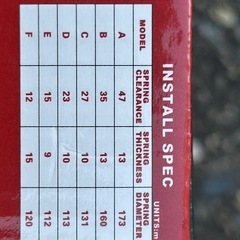 INSTALL SPEC
UNITS:m
MODEL SPRING CLEARANCE SPRING THICKNESS SPRING DIAMETER
A 47 13 173
B 35 13 160
C 27 10 131
D 23 10 113
E 15 9 112
F 12 15 120